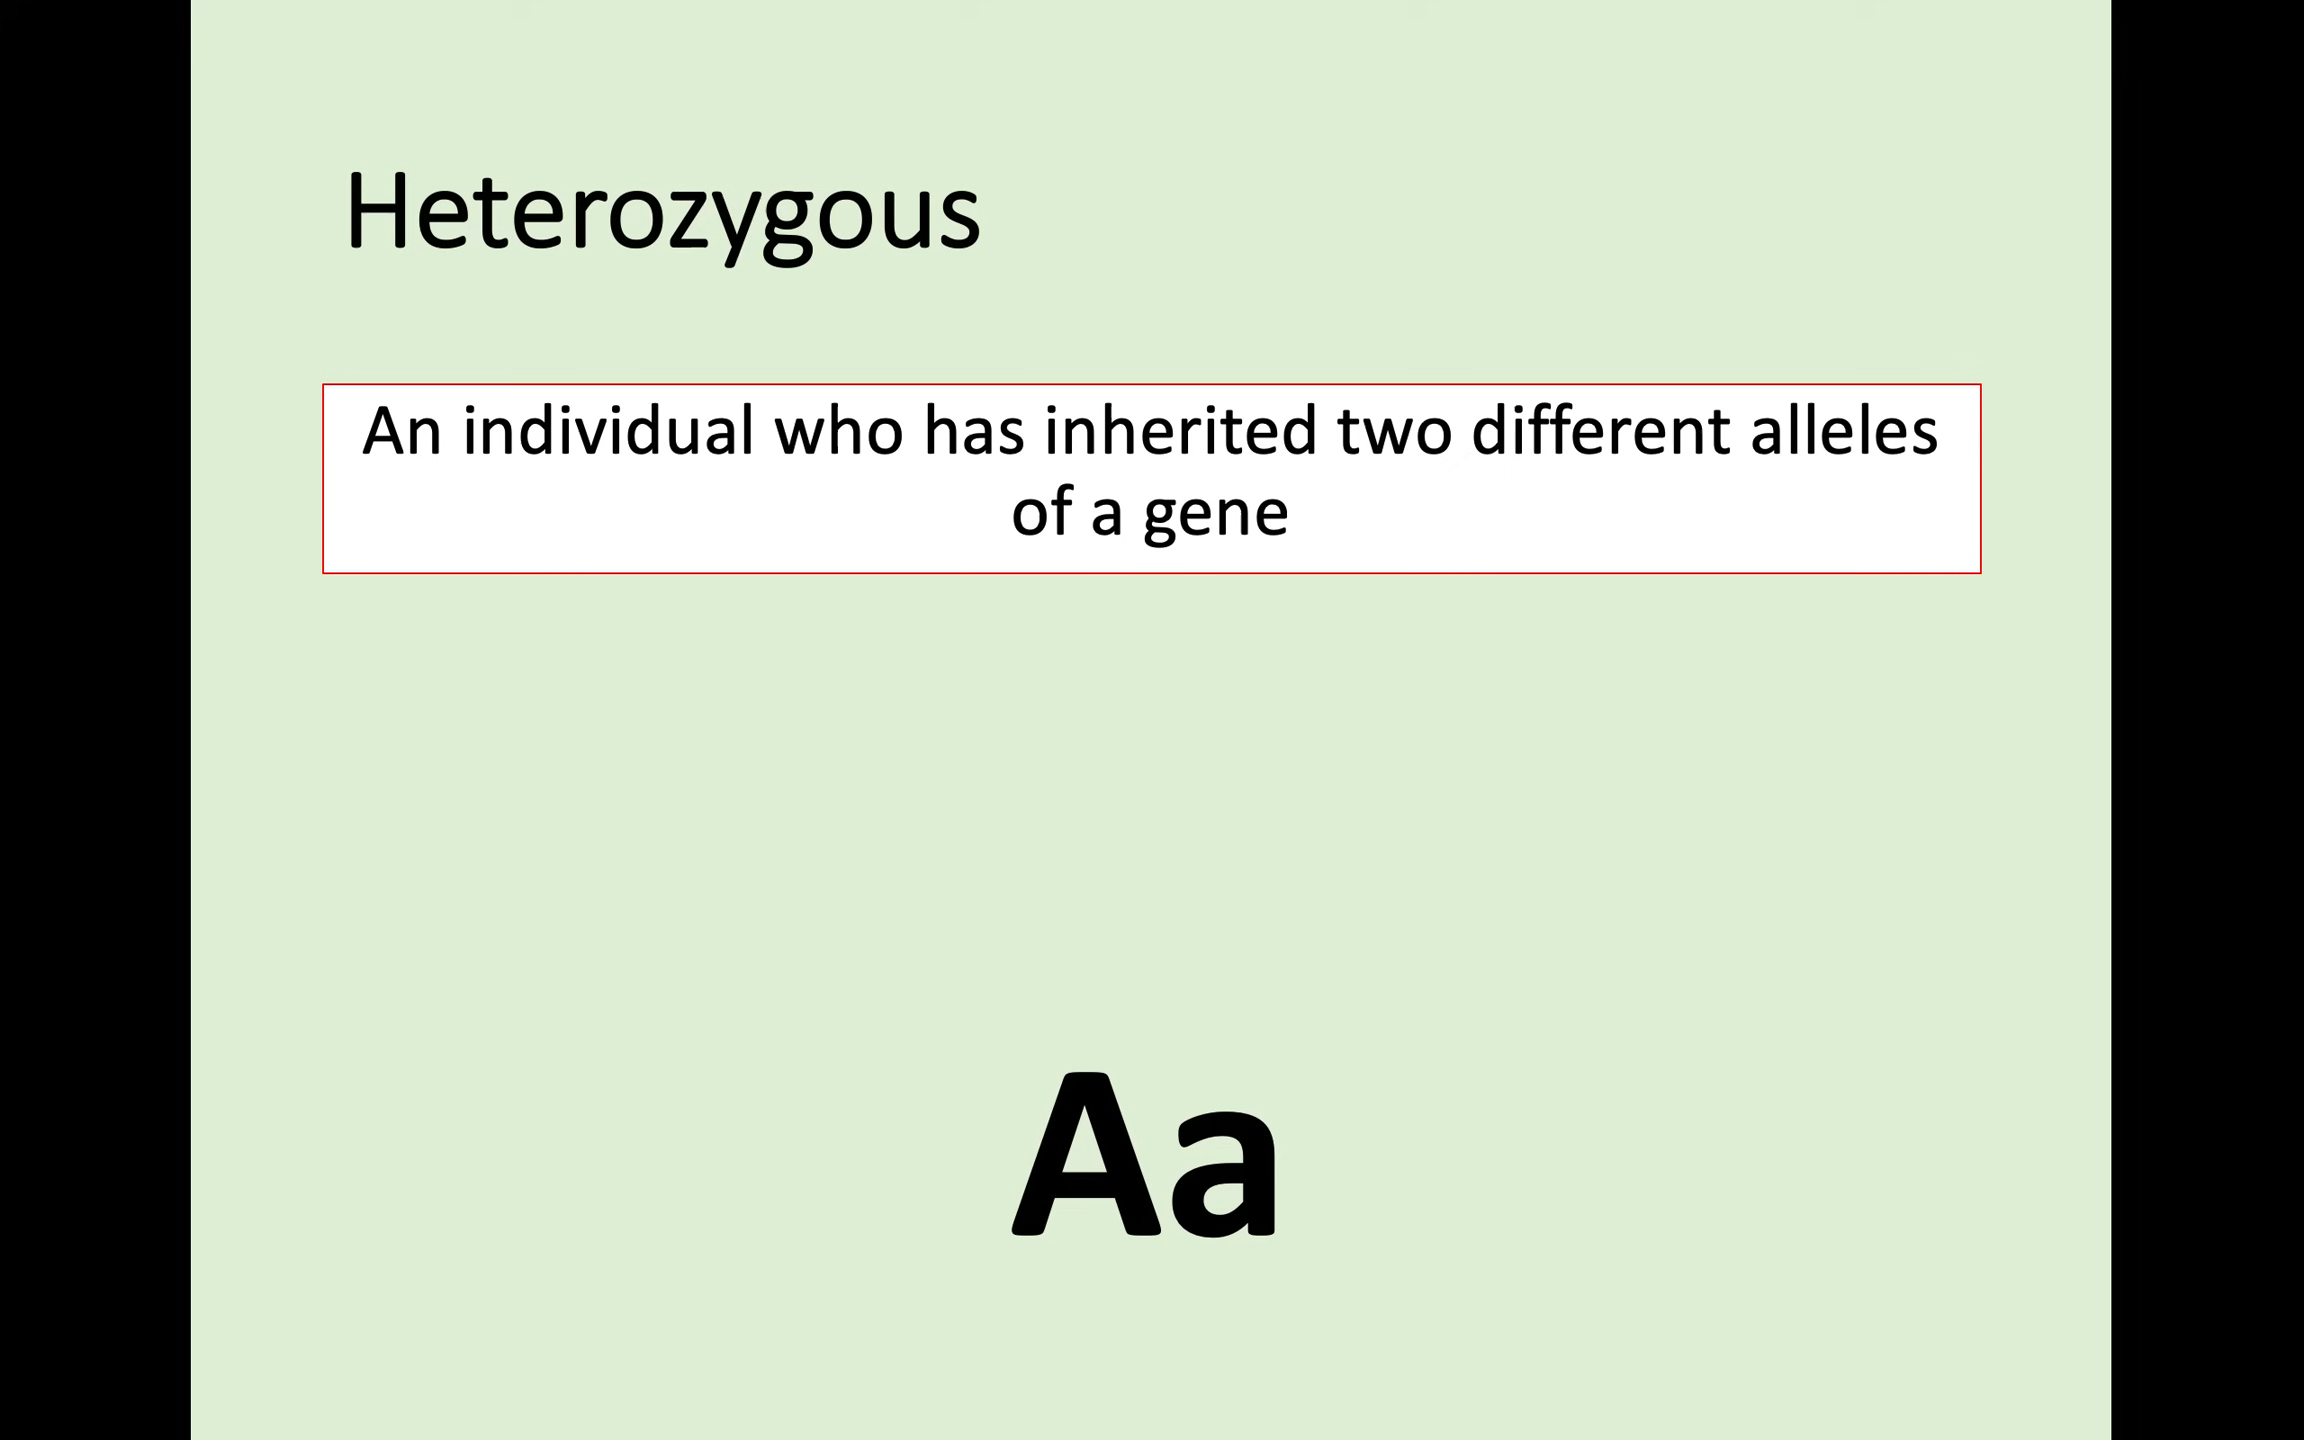 Heterozygous
An individual who has inherited two different alleles
of a gene
Aa